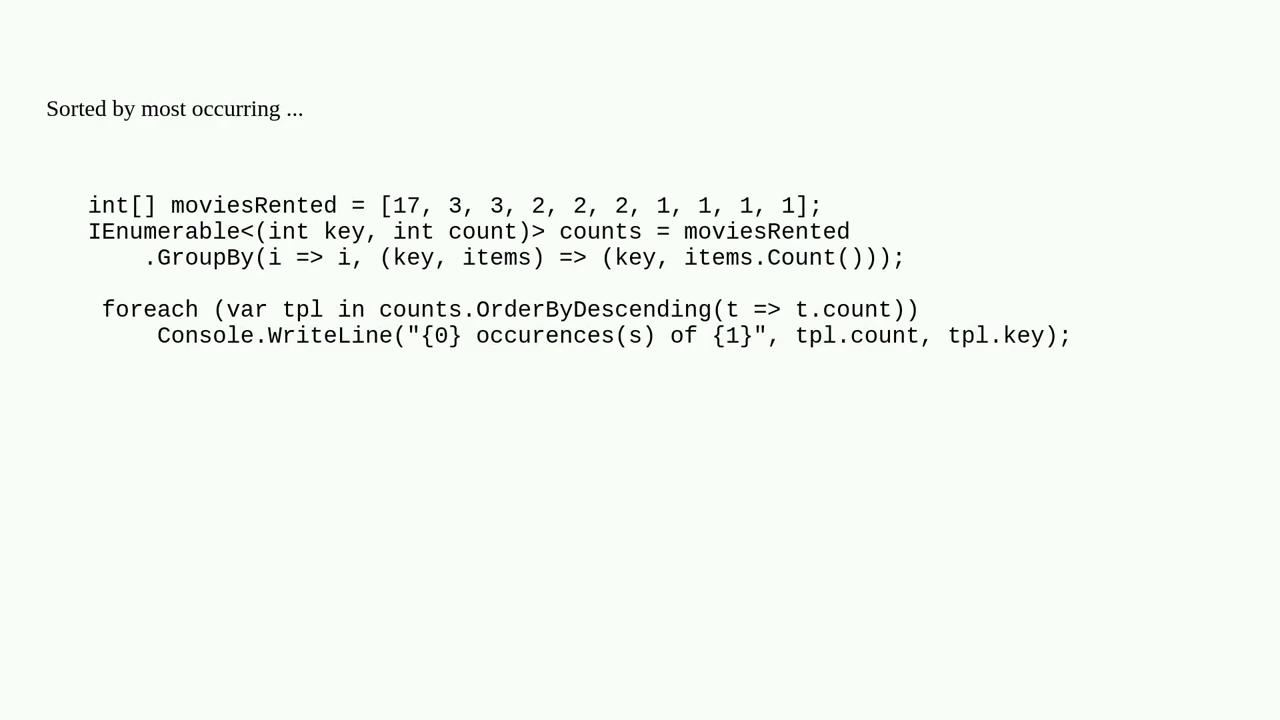 Sorted by most occurring ...
int[] moviesRented = [17, 3, 3, 2, 2, 2, 1, 1, 1, 1];
IEnumerable<(int key, int count)> counts = moviesRented
    .GroupBy(i => i, (key, items) => (key, items.Count()));
 foreach (var tpl in counts.OrderByDescending(t => t.count))
     Console.WriteLine("{0} occurences(s) of {1}", tpl.count, tpl.key);